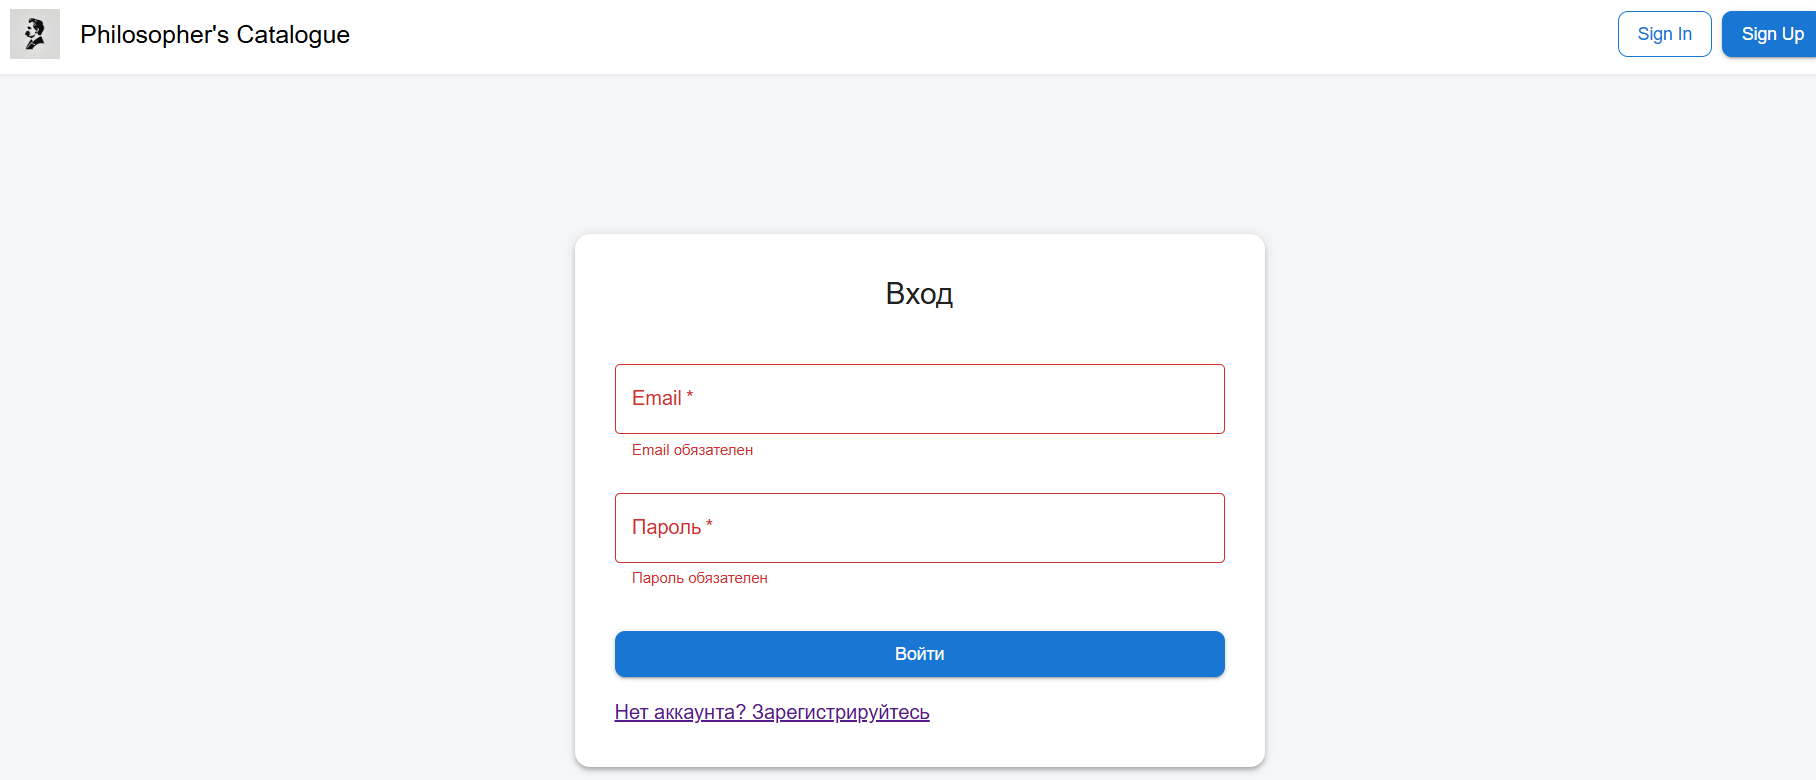 Philosopher's Catalogue
Sign In
Sign Up
Вход
Email *
Email обязателен
Пароль *
Пароль обязателен
Войти
Нет аккаунта? Зарегистрируйтесь